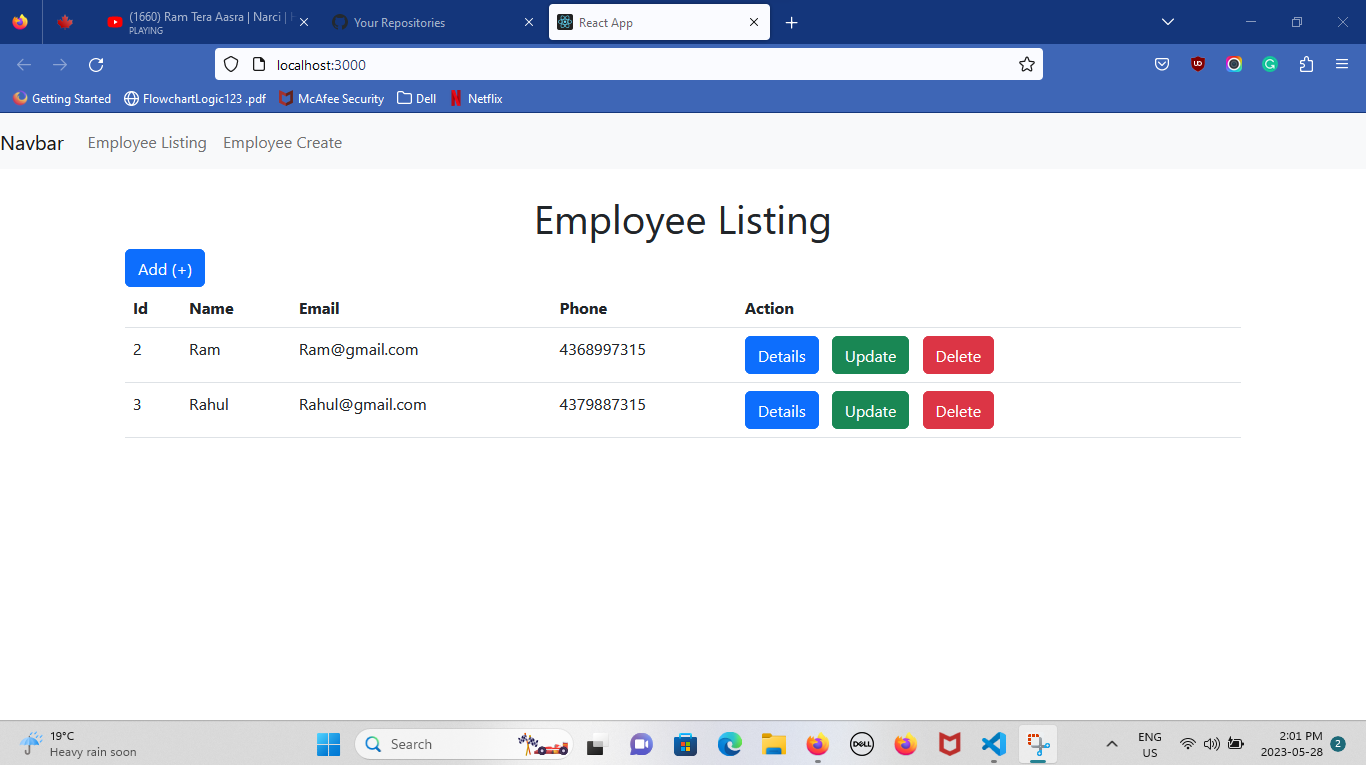 (1660) Ram Tera Aasra | Narci |
PLAYING
Your Repositories
React App
localhost:3000
Getting Started FlowchartLogic123 .pdf McAfee Security Dell Netflix
Navbar Employee Listing Employee Create
Employee Listing
Add (+)
Id Name Email Phone Action
2 Ram Ram@gmail.com 4368997315 Details Update Delete
3 Rahul Rahul@gmail.com 4379887315 Details Update Delete
19°C
Heavy rain soon
Search
DELL
ENG
US
2:01 PM
2023-05-28
2